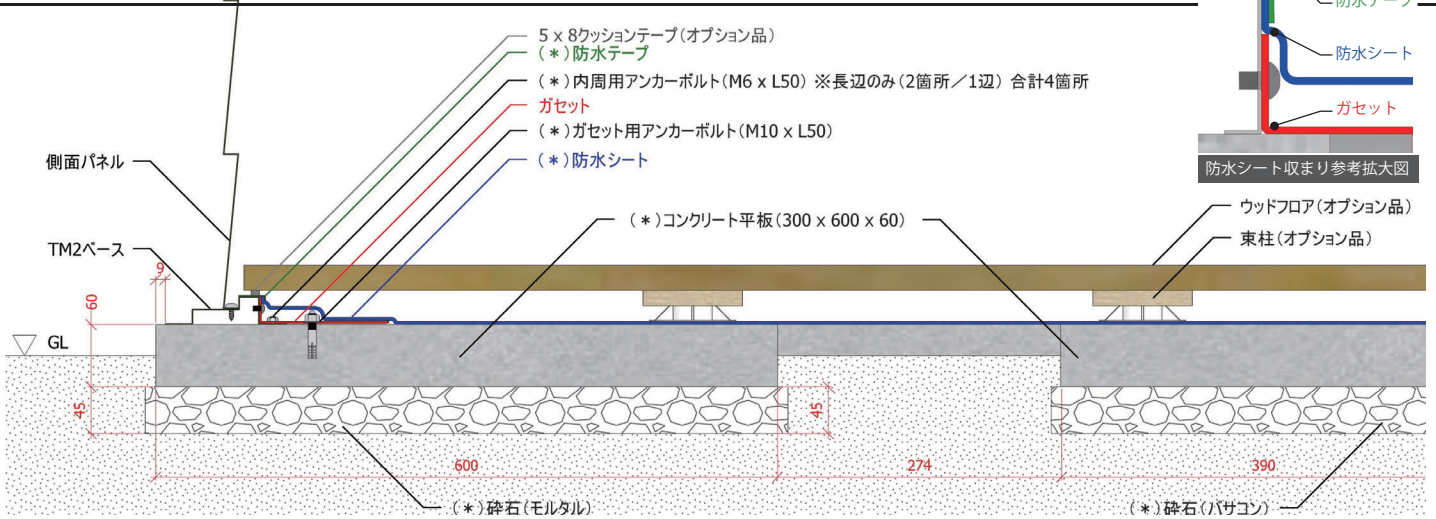 防水テープ
5 x 8クッションテープ(オプション品)
(*)防水テープ
(*)内周用アンカーボルト(M6 x L50) ※長辺のみ(2箇所/1辺) 合計4箇所
ガセット
(*)ガセット用アンカーボルト(M10 x L50)
(*)防水シート
防水シート
ガセット
防水シート収まり参考拡大図
側面パネル
TM2ベース
(*)コンクリート平板(300 x 600 x 60)
ウッドフロア(オプション品)
束柱(オプション品)
9
60
GL
45
45
600
274
390
(*)砕石(モルタル)
(*)砕石(バサコン)